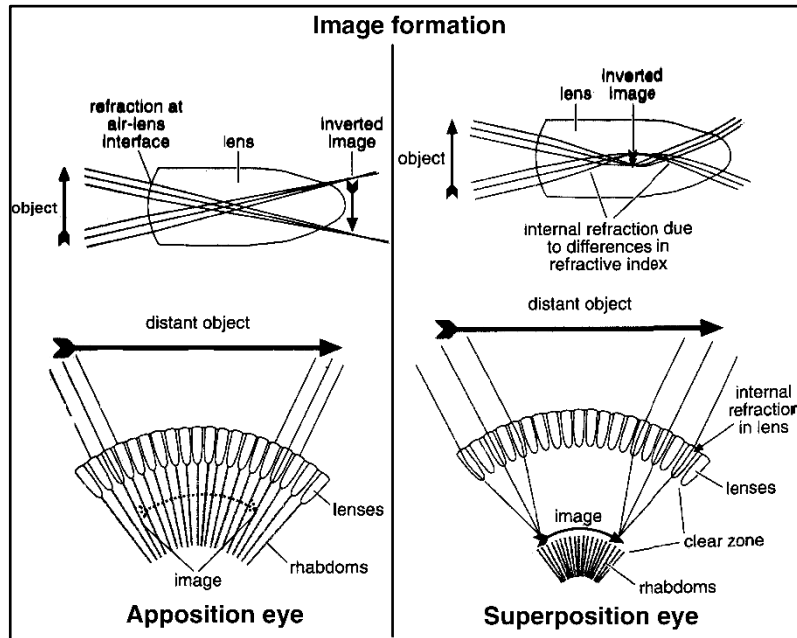 Image formation
refraction at
air-lens
interface
lens
inverted
image
object
distant object
lenses
rhabdoms
image
Apposition eye
inverted
image
lens
object
internal refraction due
to differences in
refractive index
distant object
internal
refraction
in lens
lenses
image
clear zone
rhabdoms
Superposition eye